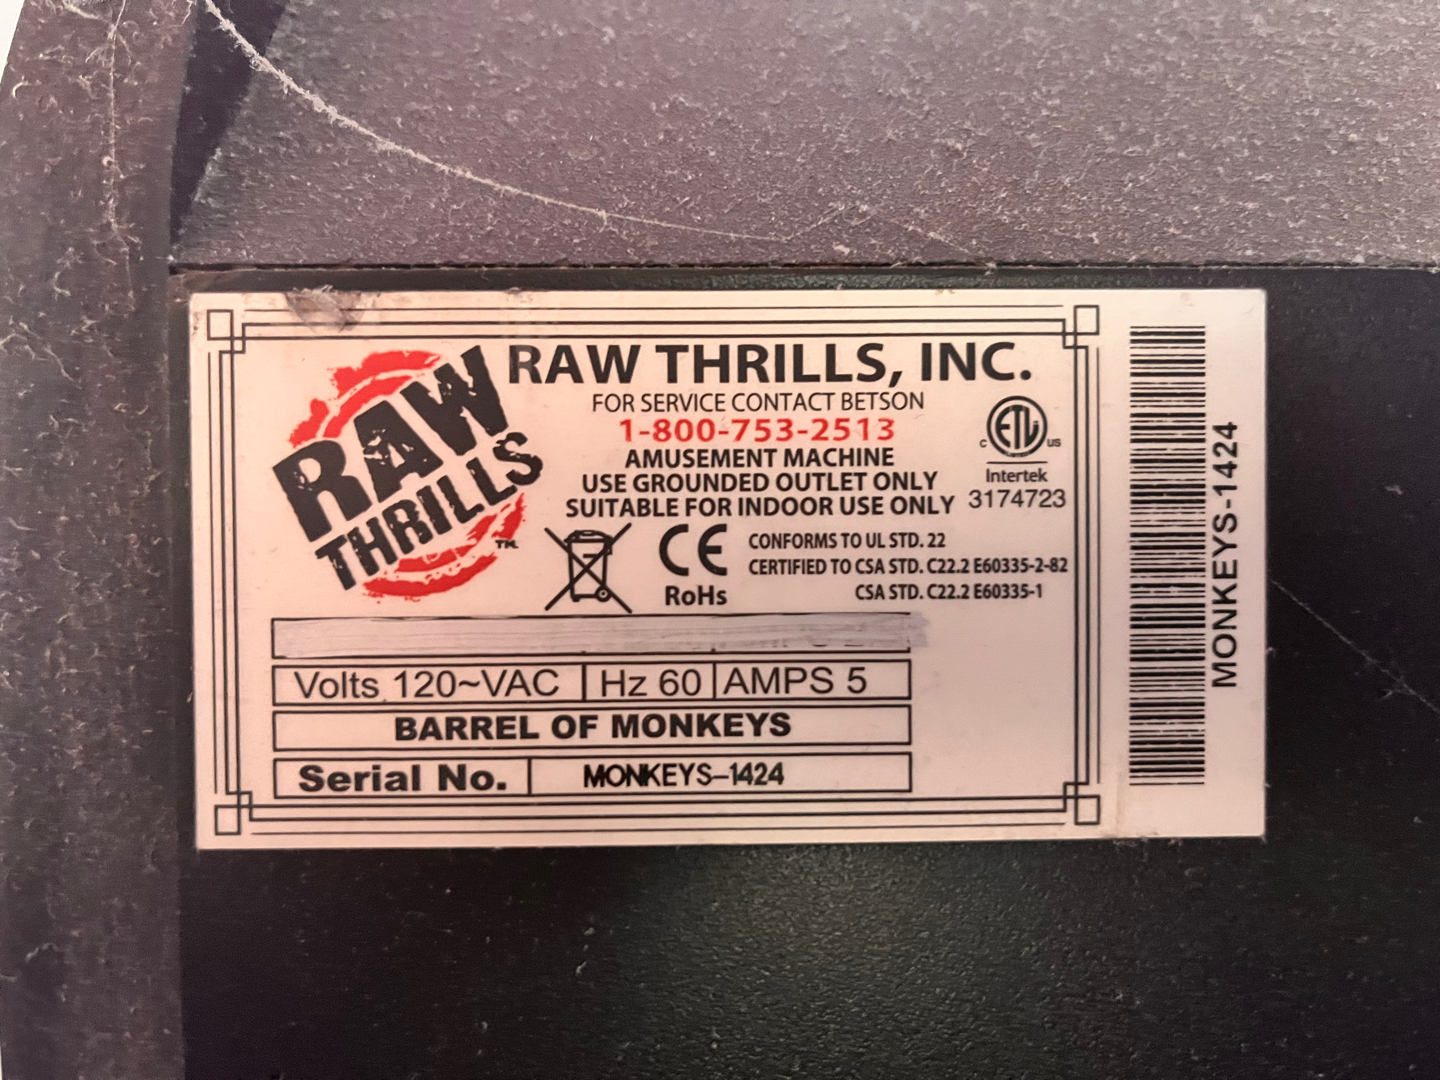 RAW
THRILLS
TM
RAW THRILLS, INC.
FOR SERVICE CONTACT BETSON
1-800-753-2513
AMUSEMENT MACHINE
USE GROUNDED OUTLET ONLY
SUITABLE FOR INDOOR USE ONLY
c ETL us
Intertek
3174723
CE
RoHs
CONFORMS TO UL STD. 22
CERTIFIED TO CSA STD. C22.2 E60335-2-82
CSA STD. C22.2 E60335-1
Volts 120~VAC Hz 60 AMPS 5
BARREL OF MONKEYS
Serial No. MONKEYS-1424
MONKEYS-1424